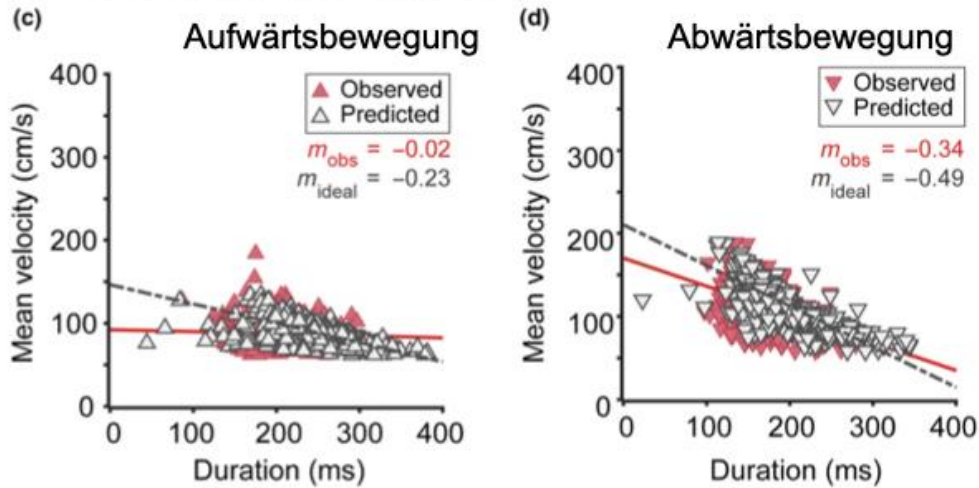 (c)
Aufwärtsbewegung
400
300
200
100
0
Mean velocity (cm/s)
Observed
Predicted
m_obs = −0.02
m_ideal = −0.23
0 100 200 300 400
Duration (ms)
(d)
Abwärtsbewegung
400
300
200
100
0
Mean velocity (cm/s)
Observed
Predicted
m_obs = −0.34
m_ideal = −0.49
0 100 200 300 400
Duration (ms)